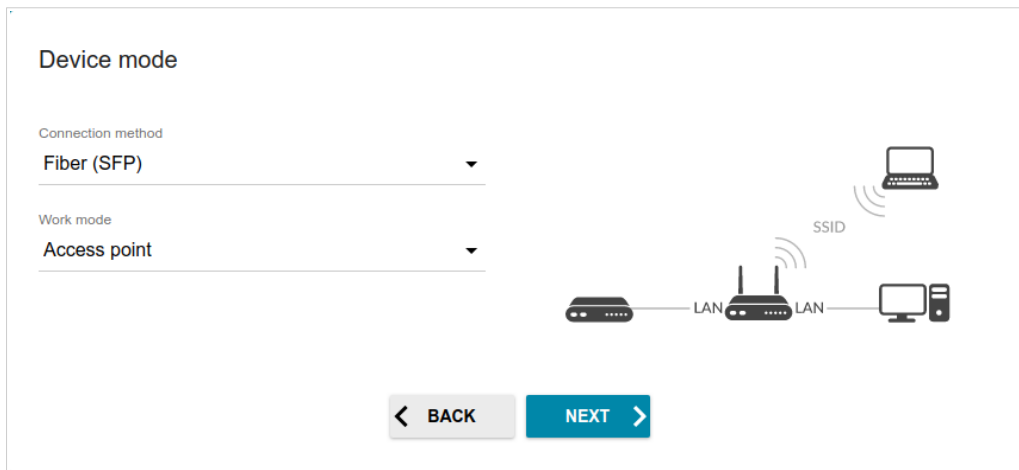 Device mode
Connection method
Fiber (SFP)
Work mode
Access point
SSID
LAN LAN
BACK NEXT